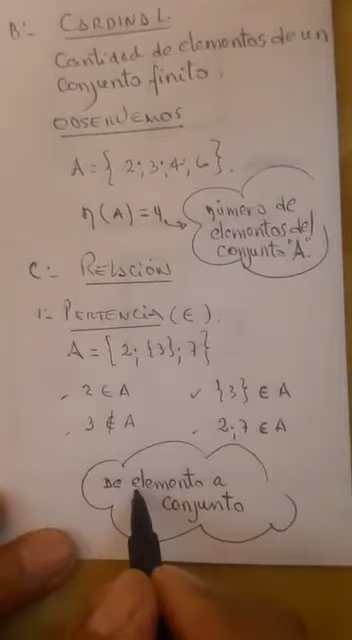 B:- CARDINAL.
Cantidad de elementos de un
conjunto finito.
OBSERVEMOS
A = { 2; 3; 4; 6 }.
η(A) = 4 → número de
elementos del
conjunto "A".
C:- RELACIÓN
1:- PERTENCIA (∈).
A = { 2; {3}; 7}
2 ∈ A ✓ {3} ∈ A
3 ∉ A 2; 7 ∈ A
De elemento a
conjunto